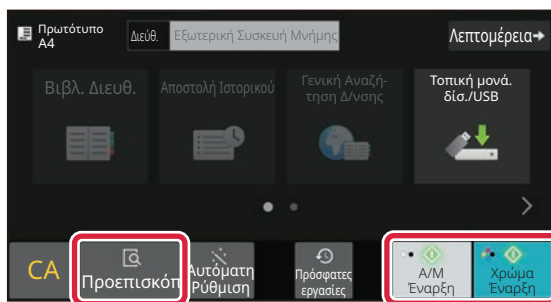 Πρωτότυπο
A4
Διεύθ.
Εξωτερική Συσκευή Μνήμης
Λεπτομέρεια
Βιβλ. Διευθ.
Αποστολή Ιστορικού
Γενική Αναζή-
τηση Δ/νσης
Τοπική μονά.
δίσ./USB
CA
Προεπισκόπ
Αυτόματη
Ρύθμιση
Πρόσφατες
εργασίες
Α/Μ
Έναρξη
Χρώμα
Έναρξη